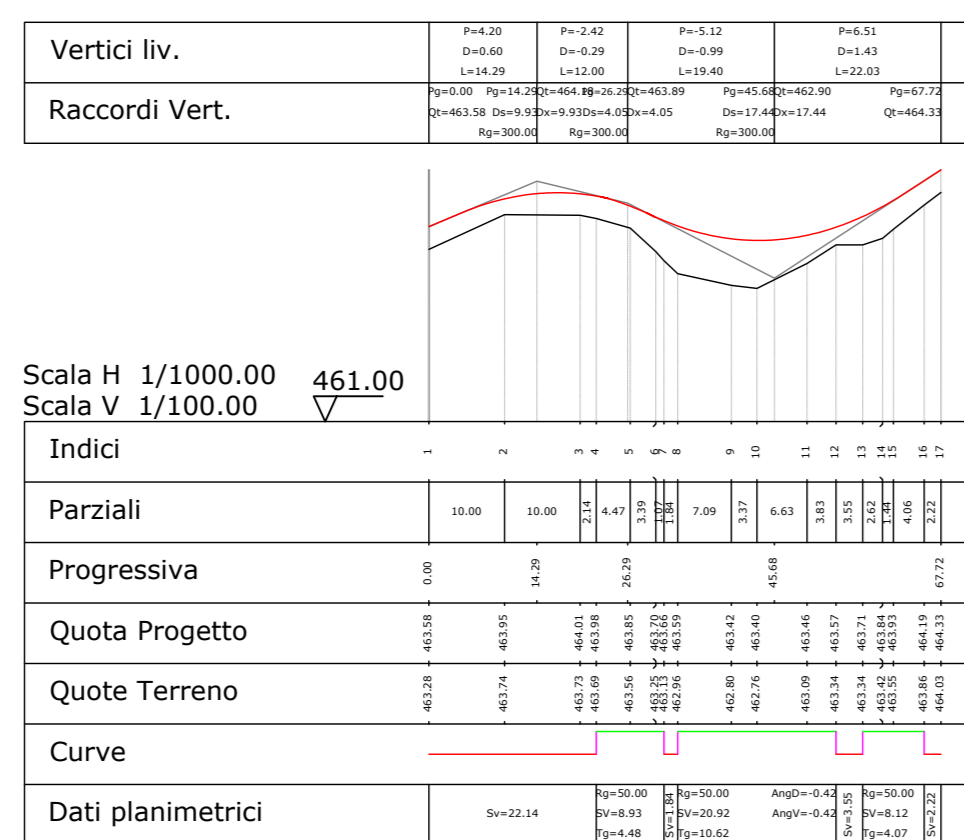 Vertici liv.
P=4.20 P=-2.42 P=-5.12 P=6.51
D=0.60 D=-0.29 D=-0.99 D=1.43
L=14.29 L=12.00 L=19.40 L=22.03
Raccordi Vert.
Pg=0.00 Pg=14.29 Qt=464.18 Pg=26.29 Qt=463.89 Pg=45.68 Qt=462.90 Pg=67.72
Qt=463.58 Ds=9.93 Dx=9.93 Ds=4.05 Dx=4.05 Ds=17.44 Dx=17.44 Qt=464.33
Rg=300.00 Rg=300.00 Rg=300.00
Scala H 1/1000.00 461.00
Scala V 1/100.00
Indici 1 2 3 4 5 6 7 8 9 10 11 12 13 14 15 16 17
Parziali 10.00 10.00 2.14 4.47 3.39 1.07 1.84 7.09 3.37 6.63 3.83 3.55 2.62 1.44 4.06 2.22
Progressiva 0.00 14.29 26.29 45.68 67.72
Quota Progetto 463.58 463.95 464.01 463.98 463.85 463.70 463.66 463.59 463.42 463.40 463.46 463.57 463.71 463.84 463.93 464.19 464.33
Quote Terreno 463.28 463.74 463.73 463.69 463.56 463.25 463.13 462.96 462.80 462.76 463.09 463.34 463.34 463.42 463.55 463.86 464.03
Curve
Dati planimetrici
Sv=22.14
Rg=50.00
SV=8.93
Tg=4.48
Sv=1.84
Rg=50.00 AngD=-0.42
SV=20.92 AngV=-0.42
Tg=10.62
Sv=3.55
Rg=50.00
SV=8.12
Tg=4.07
Sv=2.22